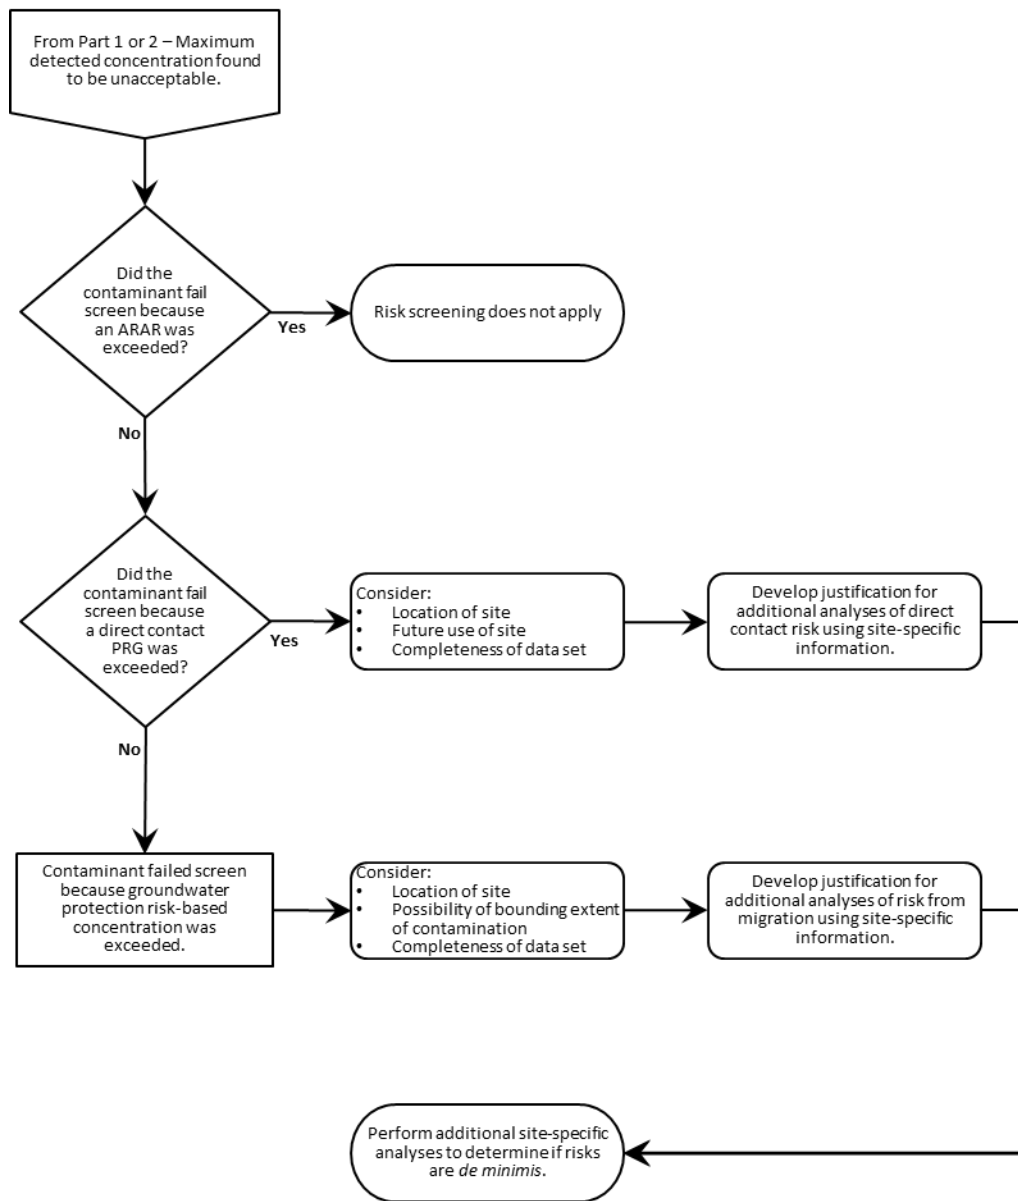 From Part 1 or 2 – Maximum
detected concentration found
to be unacceptable.
Did the
contaminant fail
screen because
an ARAR was
exceeded?
Yes
Risk screening does not apply
No
Did the
contaminant fail
screen because
a direct contact
PRG was
exceeded?
Yes
Consider:
• Location of site
• Future use of site
• Completeness of data set
Develop justification for
additional analyses of direct
contact risk using site-specific
information.
No
Contaminant failed screen
because groundwater
protection risk-based
concentration was
exceeded.
Consider:
• Location of site
• Possibility of bounding extent
of contamination
• Completeness of data set
Develop justification for
additional analyses of risk from
migration using site-specific
information.
Perform additional site-specific
analyses to determine if risks
are de minimis.